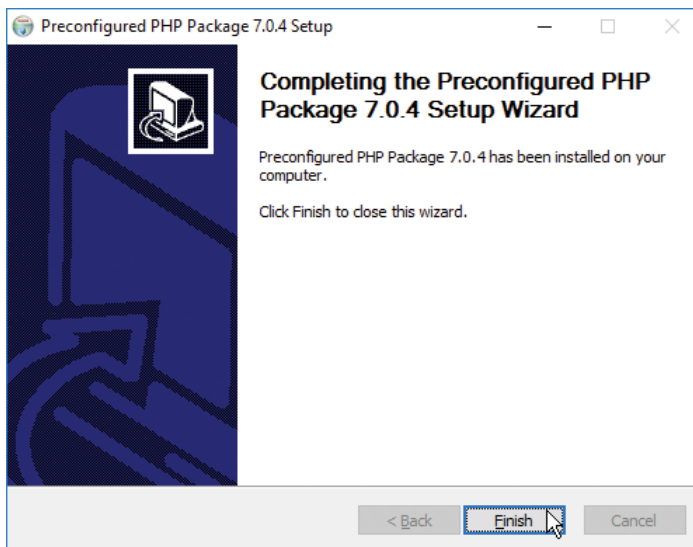 Preconfigured PHP Package 7.0.4 Setup
Completing the Preconfigured PHP
Package 7.0.4 Setup Wizard
Preconfigured PHP Package 7.0.4 has been installed on your
computer.
Click Finish to close this wizard.
< Back
Finish
Cancel